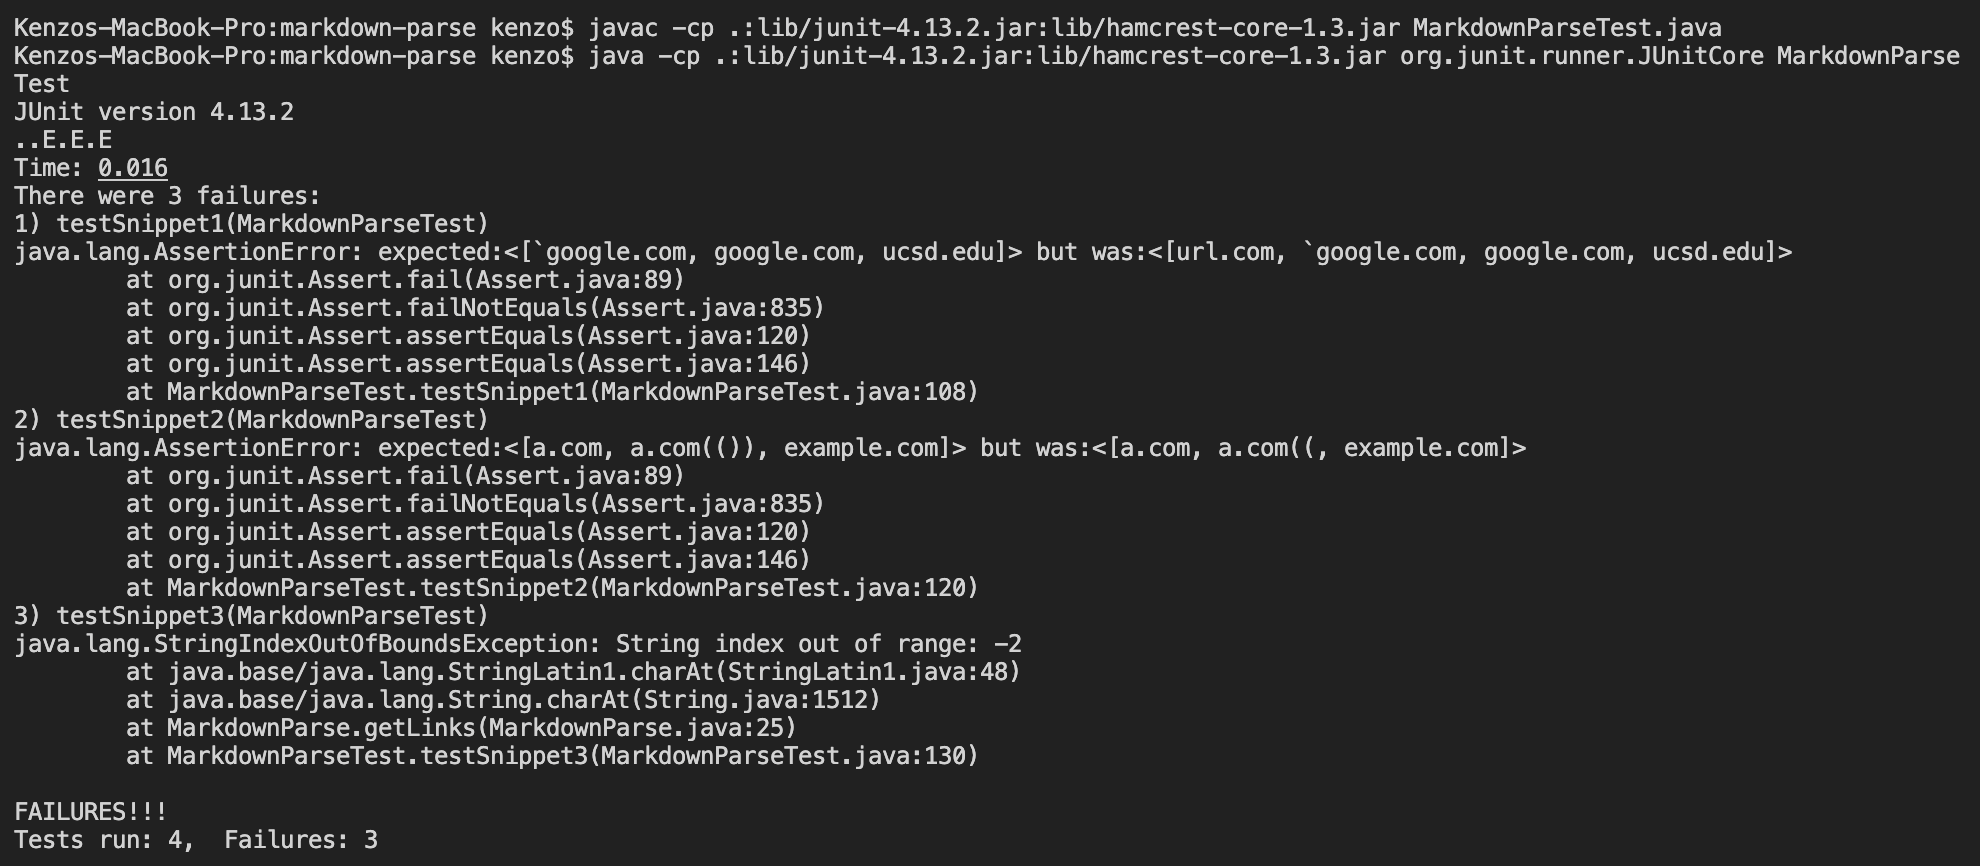 Kenzos-MacBook-Pro:markdown-parse kenzo$ javac -cp .:lib/junit-4.13.2.jar:lib/hamcrest-core-1.3.jar MarkdownParseTest.java
Kenzos-MacBook-Pro:markdown-parse kenzo$ java -cp .:lib/junit-4.13.2.jar:lib/hamcrest-core-1.3.jar org.junit.runner.JUnitCore MarkdownParse
Test
JUnit version 4.13.2
..E.E.E
Time: 0.016
There were 3 failures:
1) testSnippet1(MarkdownParseTest)
java.lang.AssertionError: expected:<[`google.com, google.com, ucsd.edu]> but was:<[url.com, `google.com, google.com, ucsd.edu]>
        at org.junit.Assert.fail(Assert.java:89)
        at org.junit.Assert.failNotEquals(Assert.java:835)
        at org.junit.Assert.assertEquals(Assert.java:120)
        at org.junit.Assert.assertEquals(Assert.java:146)
        at MarkdownParseTest.testSnippet1(MarkdownParseTest.java:108)
2) testSnippet2(MarkdownParseTest)
java.lang.AssertionError: expected:<[a.com, a.com(()), example.com]> but was:<[a.com, a.com((, example.com]>
        at org.junit.Assert.fail(Assert.java:89)
        at org.junit.Assert.failNotEquals(Assert.java:835)
        at org.junit.Assert.assertEquals(Assert.java:120)
        at org.junit.Assert.assertEquals(Assert.java:146)
        at MarkdownParseTest.testSnippet2(MarkdownParseTest.java:120)
3) testSnippet3(MarkdownParseTest)
java.lang.StringIndexOutOfBoundsException: String index out of range: -2
        at java.base/java.lang.StringLatin1.charAt(StringLatin1.java:48)
        at java.base/java.lang.String.charAt(String.java:1512)
        at MarkdownParse.getLinks(MarkdownParse.java:25)
        at MarkdownParseTest.testSnippet3(MarkdownParseTest.java:130)

FAILURES!!!
Tests run: 4,  Failures: 3